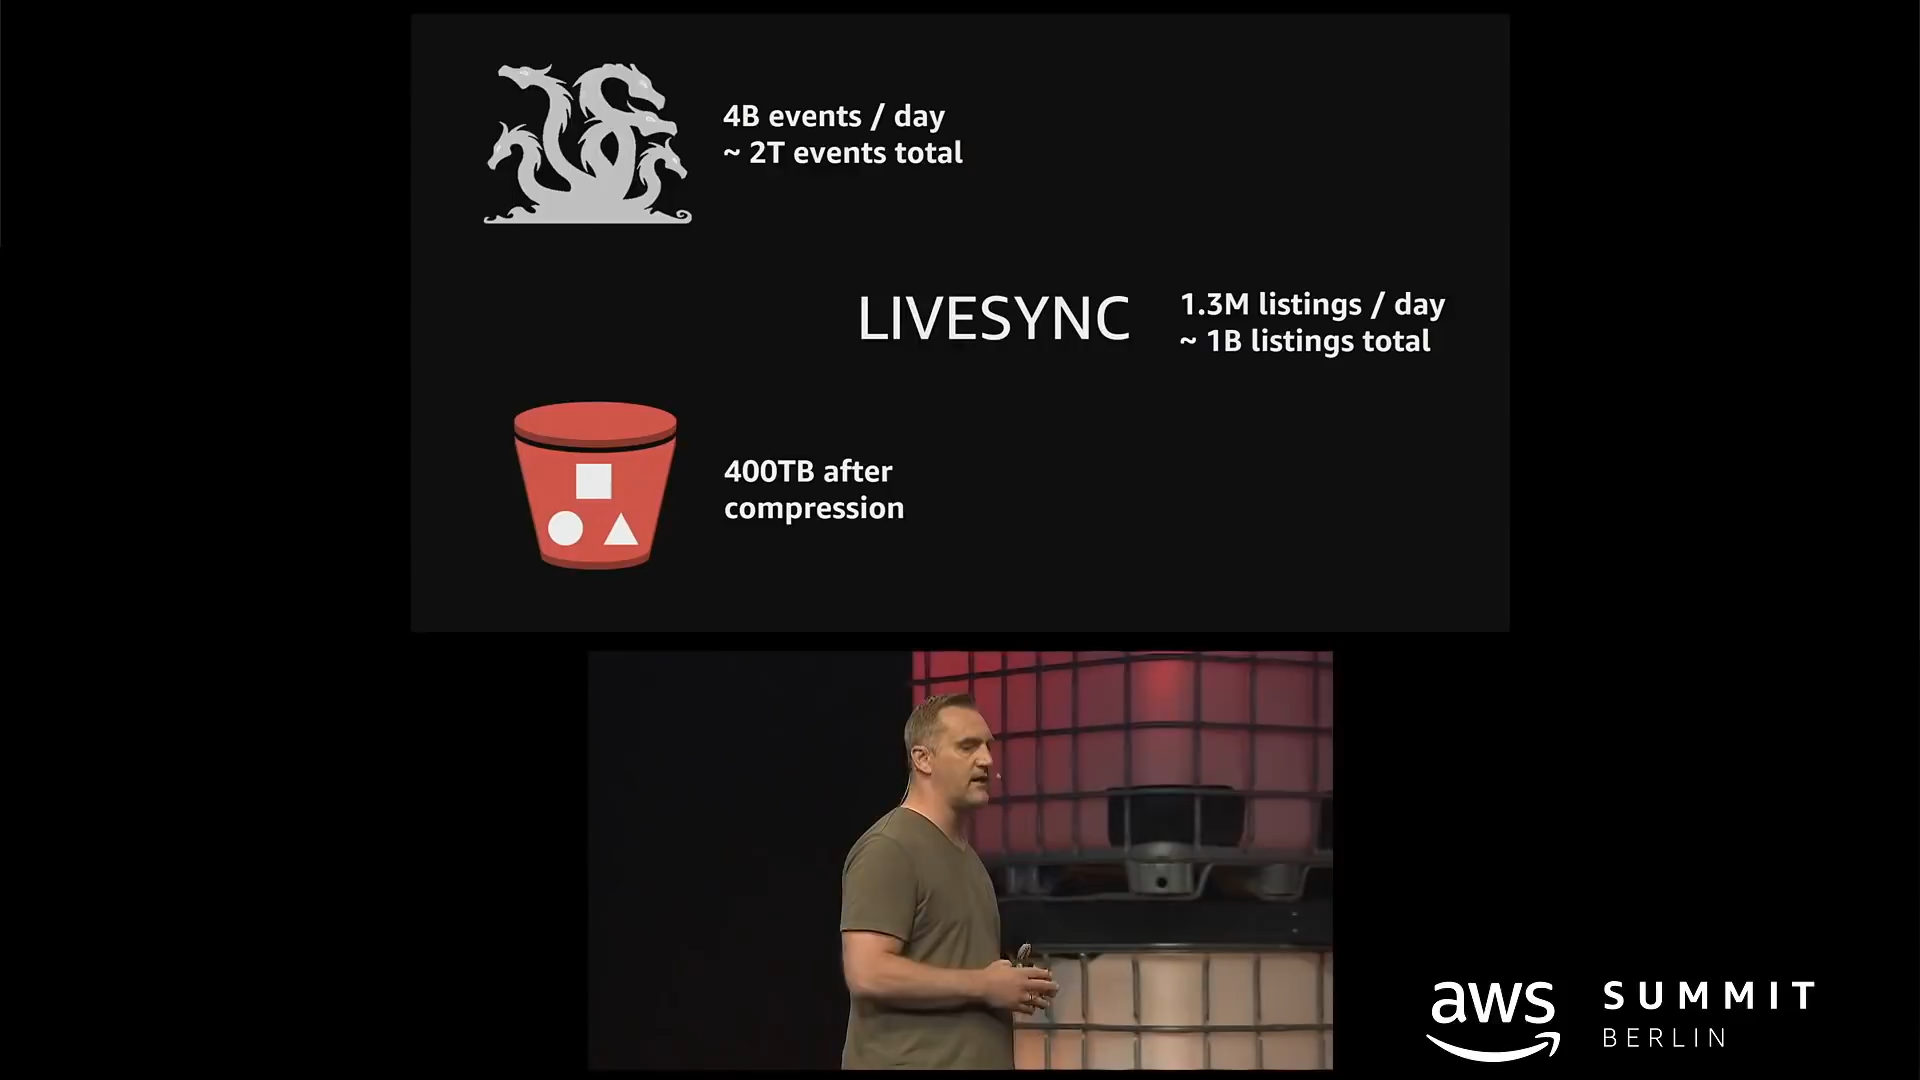 4B events / day
~ 2T events total
LIVESYNC
1.3M listings / day
~ 1B listings total
400TB after
compression
aws
SUMMIT
BERLIN